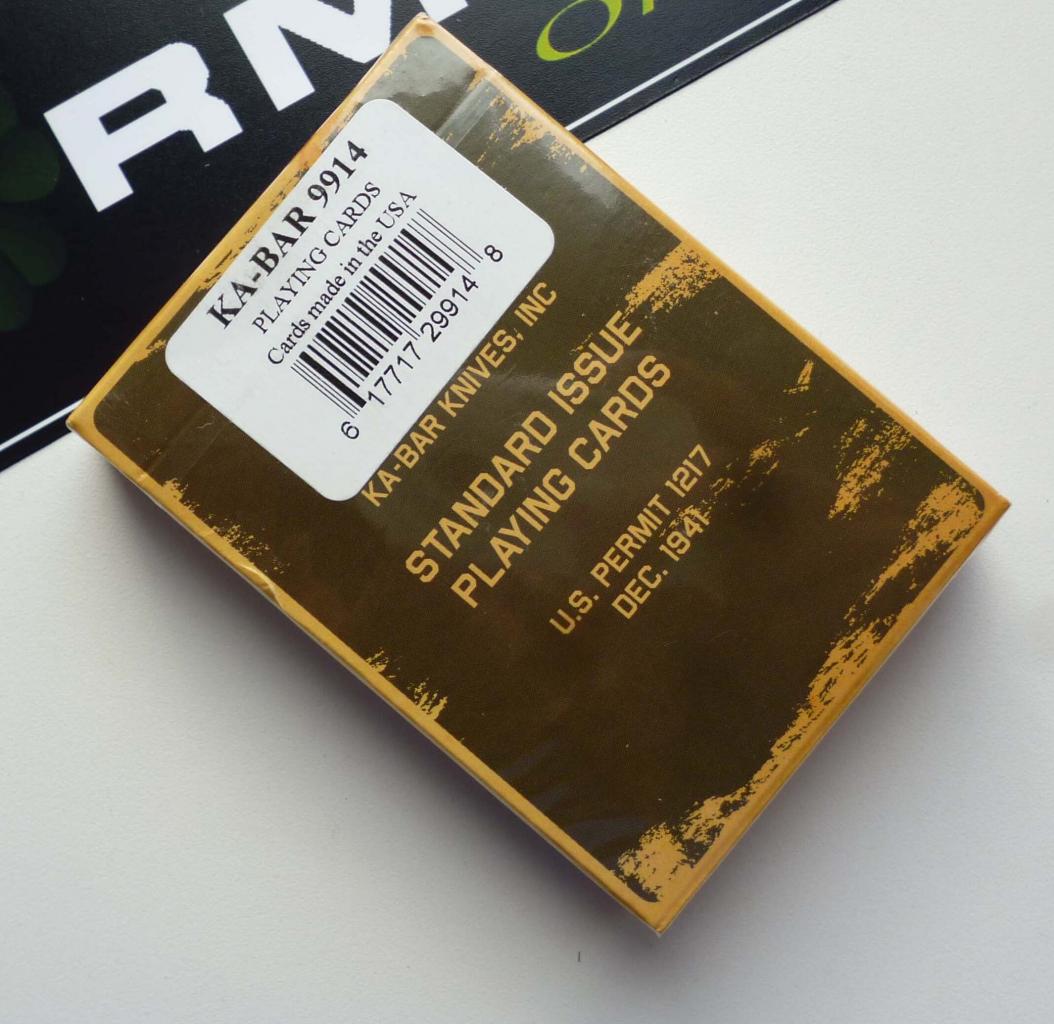 RM
KA-BAR 9914
PLAYING CARDS
Cards made in the USA
6 17717 29914 8
KA-BAR KNIVES, INC
STANDARD ISSUE
PLAYING CARDS
U.S. PERMIT 1217
DEC. 1941